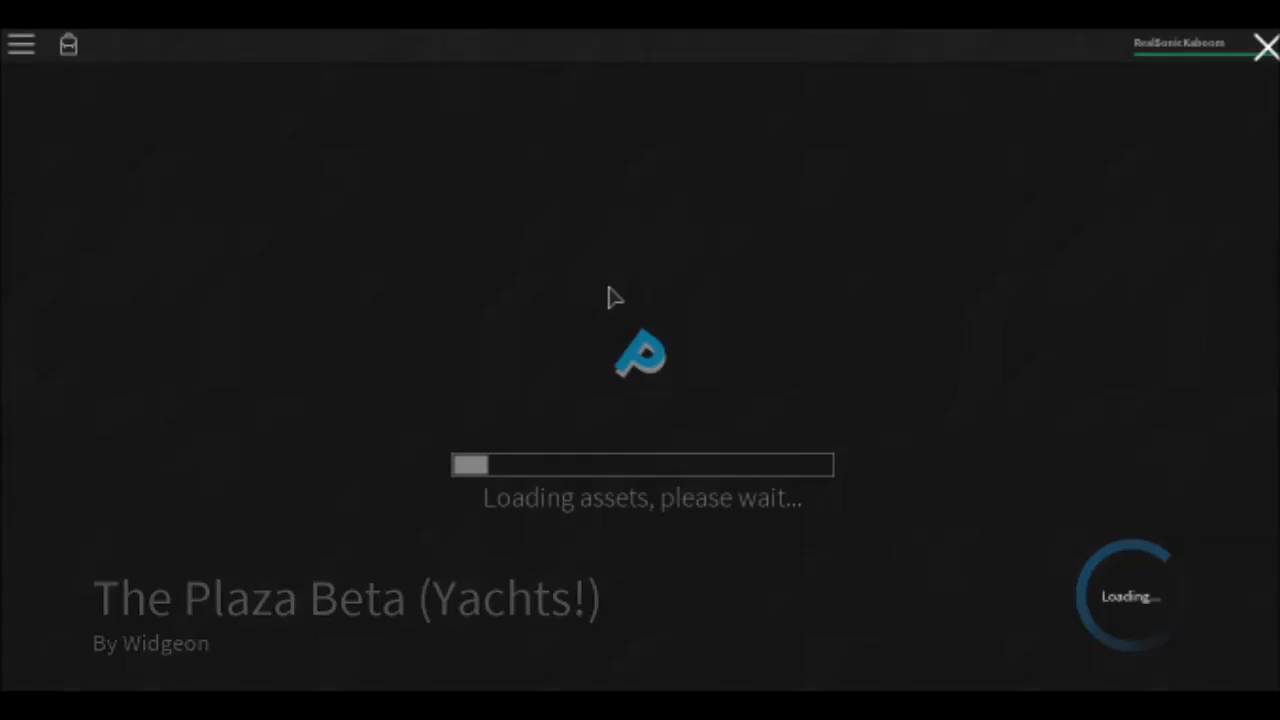 RealSonicKaboom
P
Loading assets, please wait...
The Plaza Beta (Yachts!)
By Widgeon
Loading...